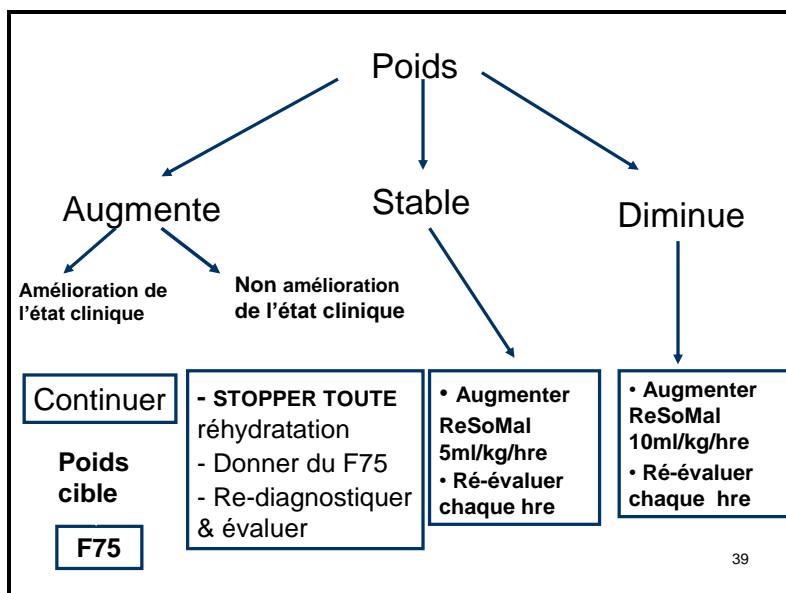 Poids
Augmente
Stable
Diminue
Amélioration de
l'état clinique
Non amélioration
de l'état clinique
Continuer
Poids
cible
F75
- STOPPER TOUTE
réhydratation
- Donner du F75
- Re-diagnostiquer
& évaluer
• Augmenter
ReSoMal
5ml/kg/hre
• Ré-évaluer
chaque hre
• Augmenter
ReSoMal
10ml/kg/hre
• Ré-évaluer
chaque hre
39